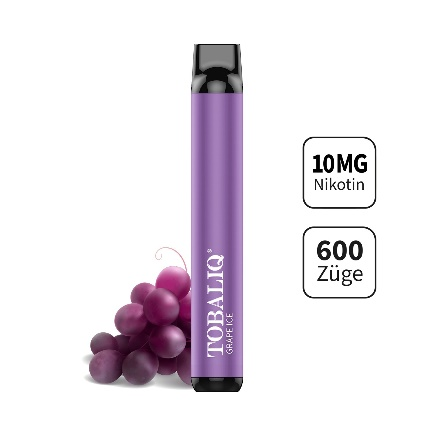 TOBALIQ®
GRAPE ICE
10MG
Nikotin
600
Züge